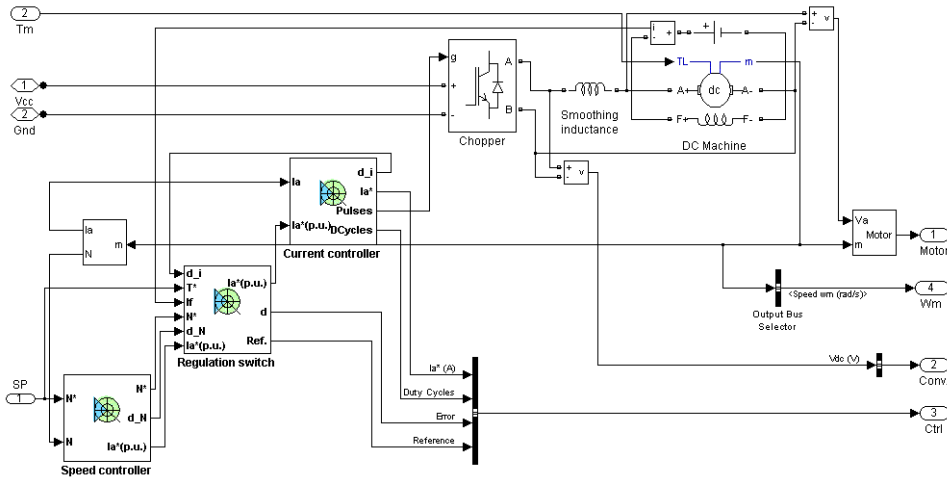 2
Tm
1
Vcc
2
Gnd
g
+
-
A
B
Chopper
Smoothing
inductance
i
+
-
+
-
TL
m
A+
dc
A-
F+
F-
DC Machine
+
-
v
+
-
v
Va
m
Motor
1
Motor
Ia
N
m
Ia
Ia*(p.u.)
d_i
Ia*
Pulses
DCycles
Current controller
d_i
T*
If
N*
d_N
Ia*(p.u.)
Ia*(p.u.)
d
Ref.
Regulation switch
SP
1
N*
N
N*
d_N
Ia*(p.u.)
Speed controller
Output Bus
Selector
<Speed wm (rad/s)>
4
Wm
Vdc (V)
2
Conv.
Ia* (A)
Duty Cycles
Error
Reference
3
Ctrl